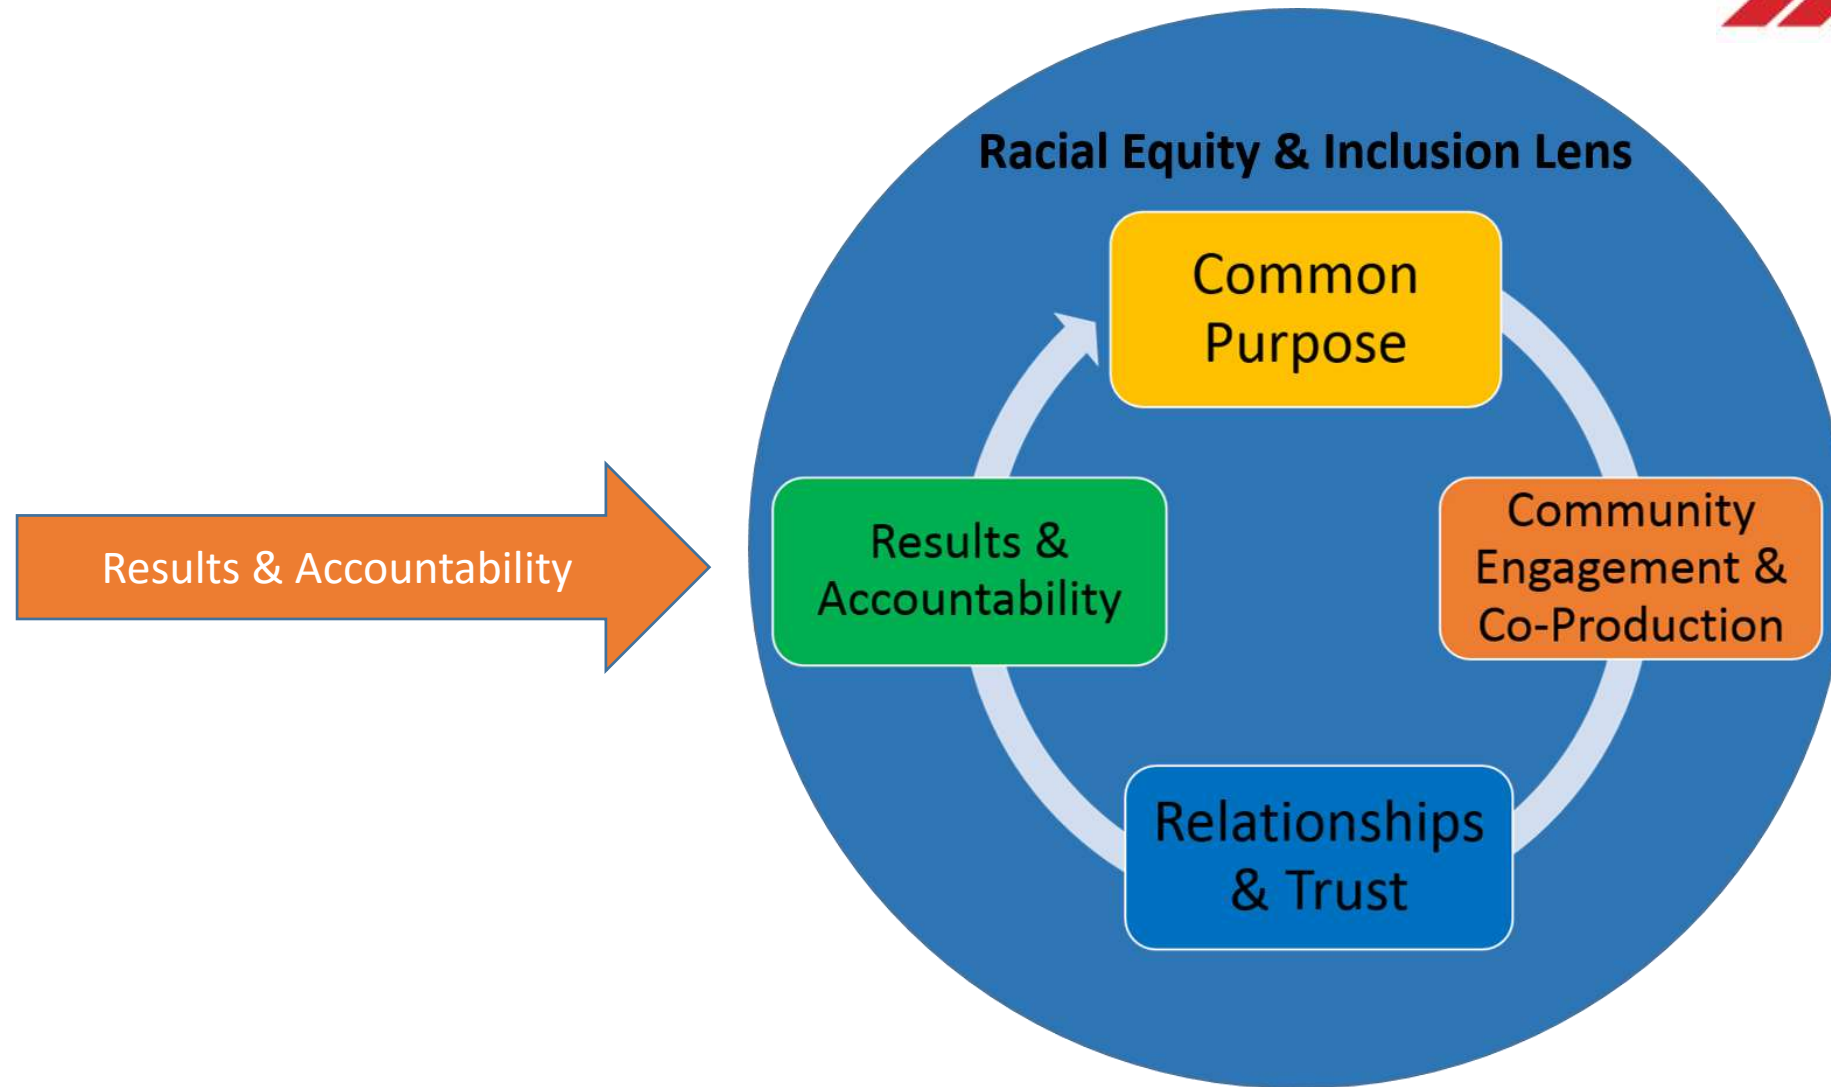 Racial Equity & Inclusion Lens
Common
Purpose
Results & Accountability
Results &
Accountability
Community
Engagement &
Co-Production
Relationships
& Trust